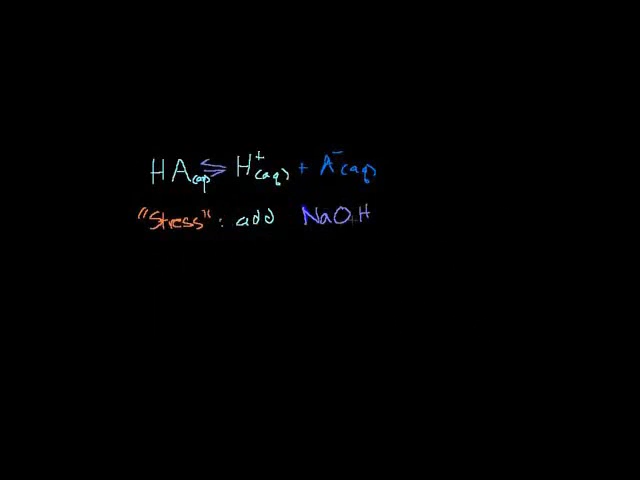 HA(aq) ⇌ H⁺(aq) + A⁻(aq)
"Stress": add NaOH